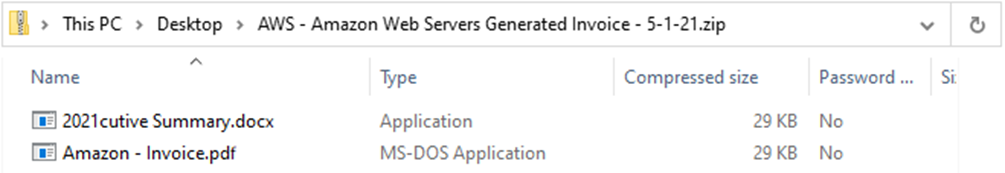 This PC > Desktop > AWS - Amazon Web Servers Generated Invoice - 5-1-21.zip
Name Type Compressed size Password ... Si
2021cutive Summary.docx Application 29 KB No
Amazon - Invoice.pdf MS-DOS Application 29 KB No